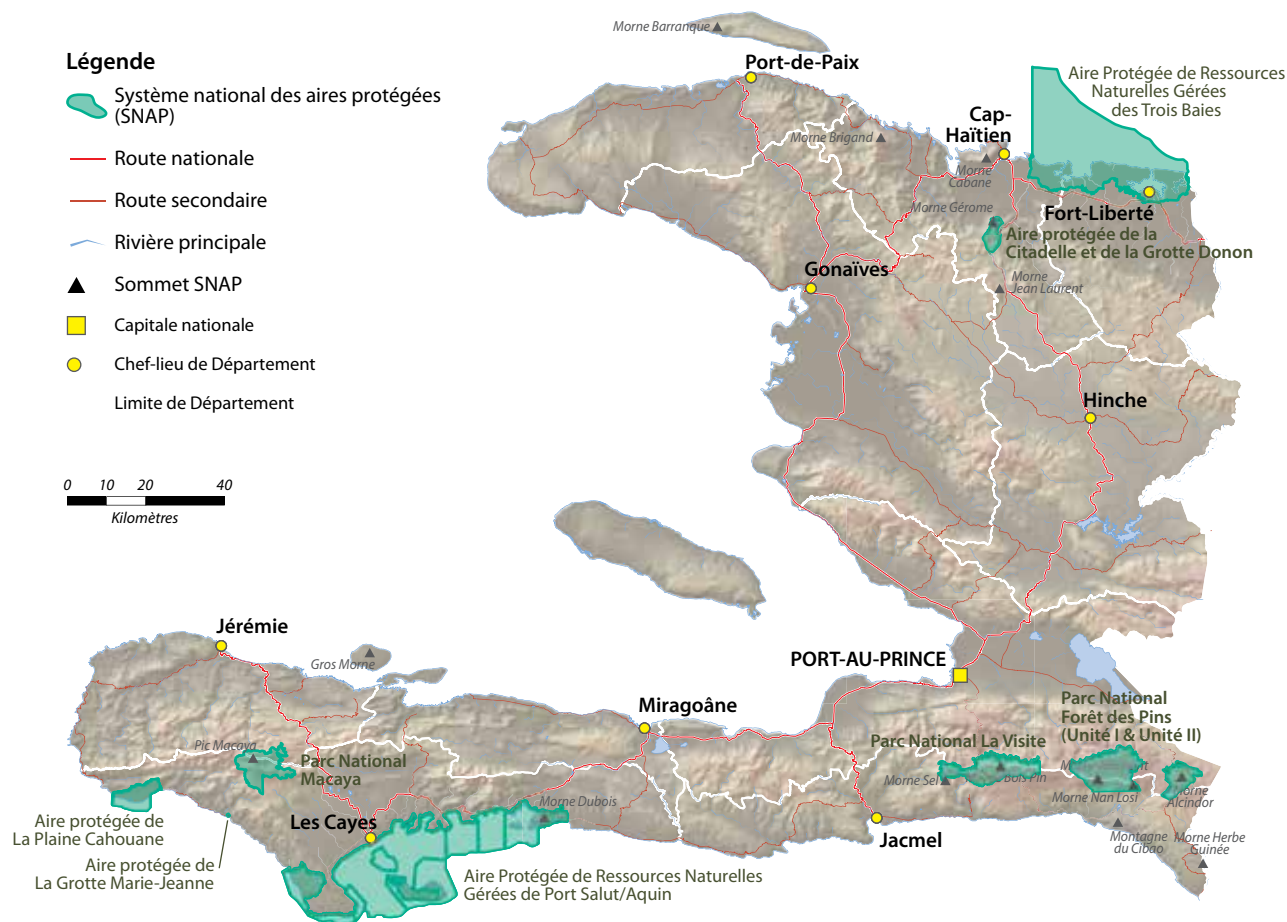 Légende
Système national des aires protégées
(SNAP)
Route nationale
Route secondaire
Rivière principale
Sommet SNAP
Capitale nationale
Chef-lieu de Département
Limite de Département
0 10 20 40
Kilomètres
Morne Barranque
Port-de-Paix
Morne Brigand
Cap-
Haïtien
Morne
Cabane
Aire Protégée de Ressources
Naturelles Gérées
des Trois Baies
Morne Gérome
Fort-Liberté
Aire protégée de la
Citadelle et de la Grotte Donon
Gonaïves
Morne
Jean Laurent
Hinche
Jérémie
Gros Morne
PORT-AU-PRINCE
Miragoâne
Parc National
Forêt des Pins
(Unité I & Unité II)
Parc National La Visite
Pic Macaya
Parc National
Macaya
Morne Sel
Bois Pin
Morne Nan Losi
Morne
Alcindor
Morne Dubois
Les Cayes
Jacmel
Montagne
du Cibao
Morne Herbe
Guinée
Aire protégée de
La Plaine Cahouane
Aire protégée de
La Grotte Marie-Jeanne
Aire Protégée de Ressources Naturelles
Gérées de Port Salut/Aquin